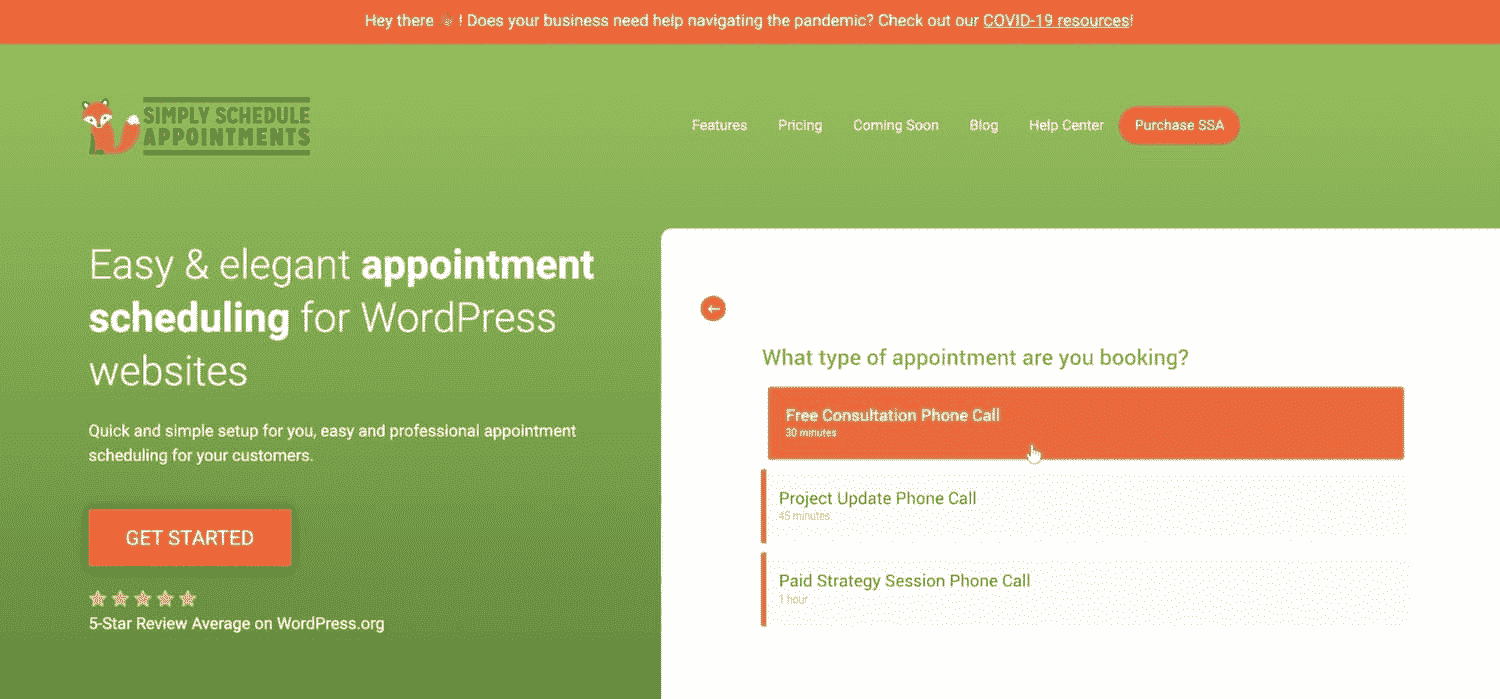 Hey there 👋 ! Does your business need help navigating the pandemic? Check out our COVID-19 resources!
SIMPLY SCHEDULE
APPOINTMENTS
Features Pricing Coming Soon Blog Help Center Purchase SSA
Easy & elegant appointment
scheduling for WordPress
websites
Quick and simple setup for you, easy and professional appointment
scheduling for your customers.
GET STARTED
5-Star Review Average on WordPress.org
What type of appointment are you booking?
Free Consultation Phone Call
30 minutes
Project Update Phone Call
45 minutes
Paid Strategy Session Phone Call
1 hour